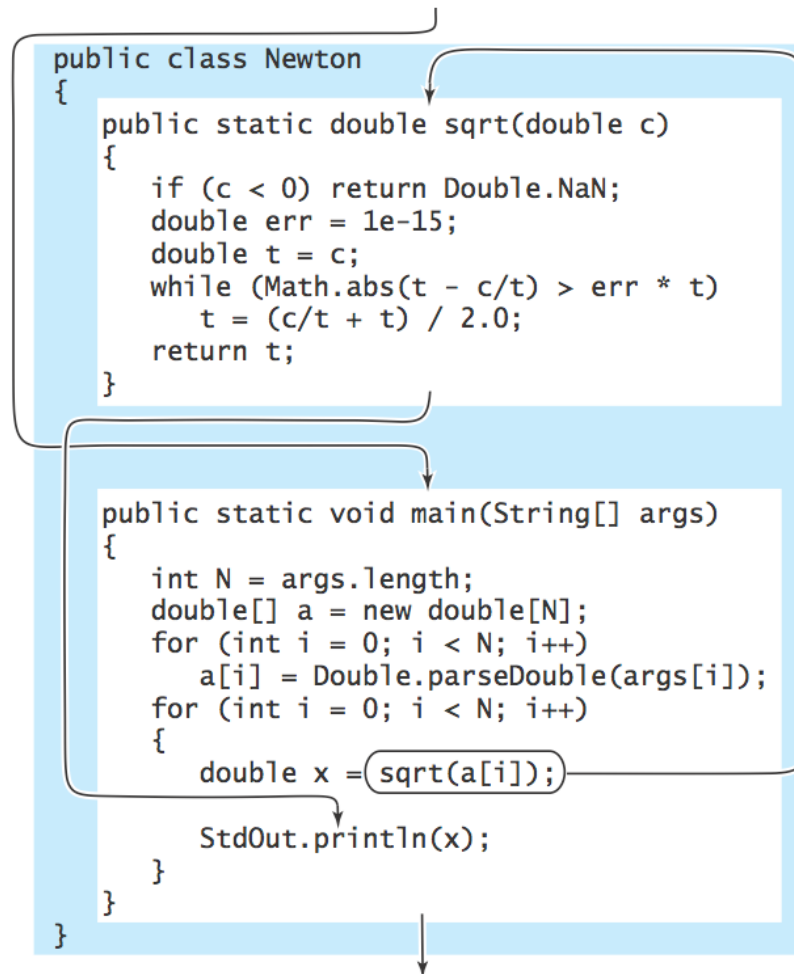 public class Newton
{
public static double sqrt(double c)
{
if (c < 0) return Double.NaN;
double err = 1e-15;
double t = c;
while (Math.abs(t - c/t) > err * t)
t = (c/t + t) / 2.0;
return t;
}
public static void main(String[] args)
{
int N = args.length;
double[] a = new double[N];
for (int i = 0; i < N; i++)
a[i] = Double.parseDouble(args[i]);
for (int i = 0; i < N; i++)
{
double x = sqrt(a[i]);
StdOut.println(x);
}
}
}